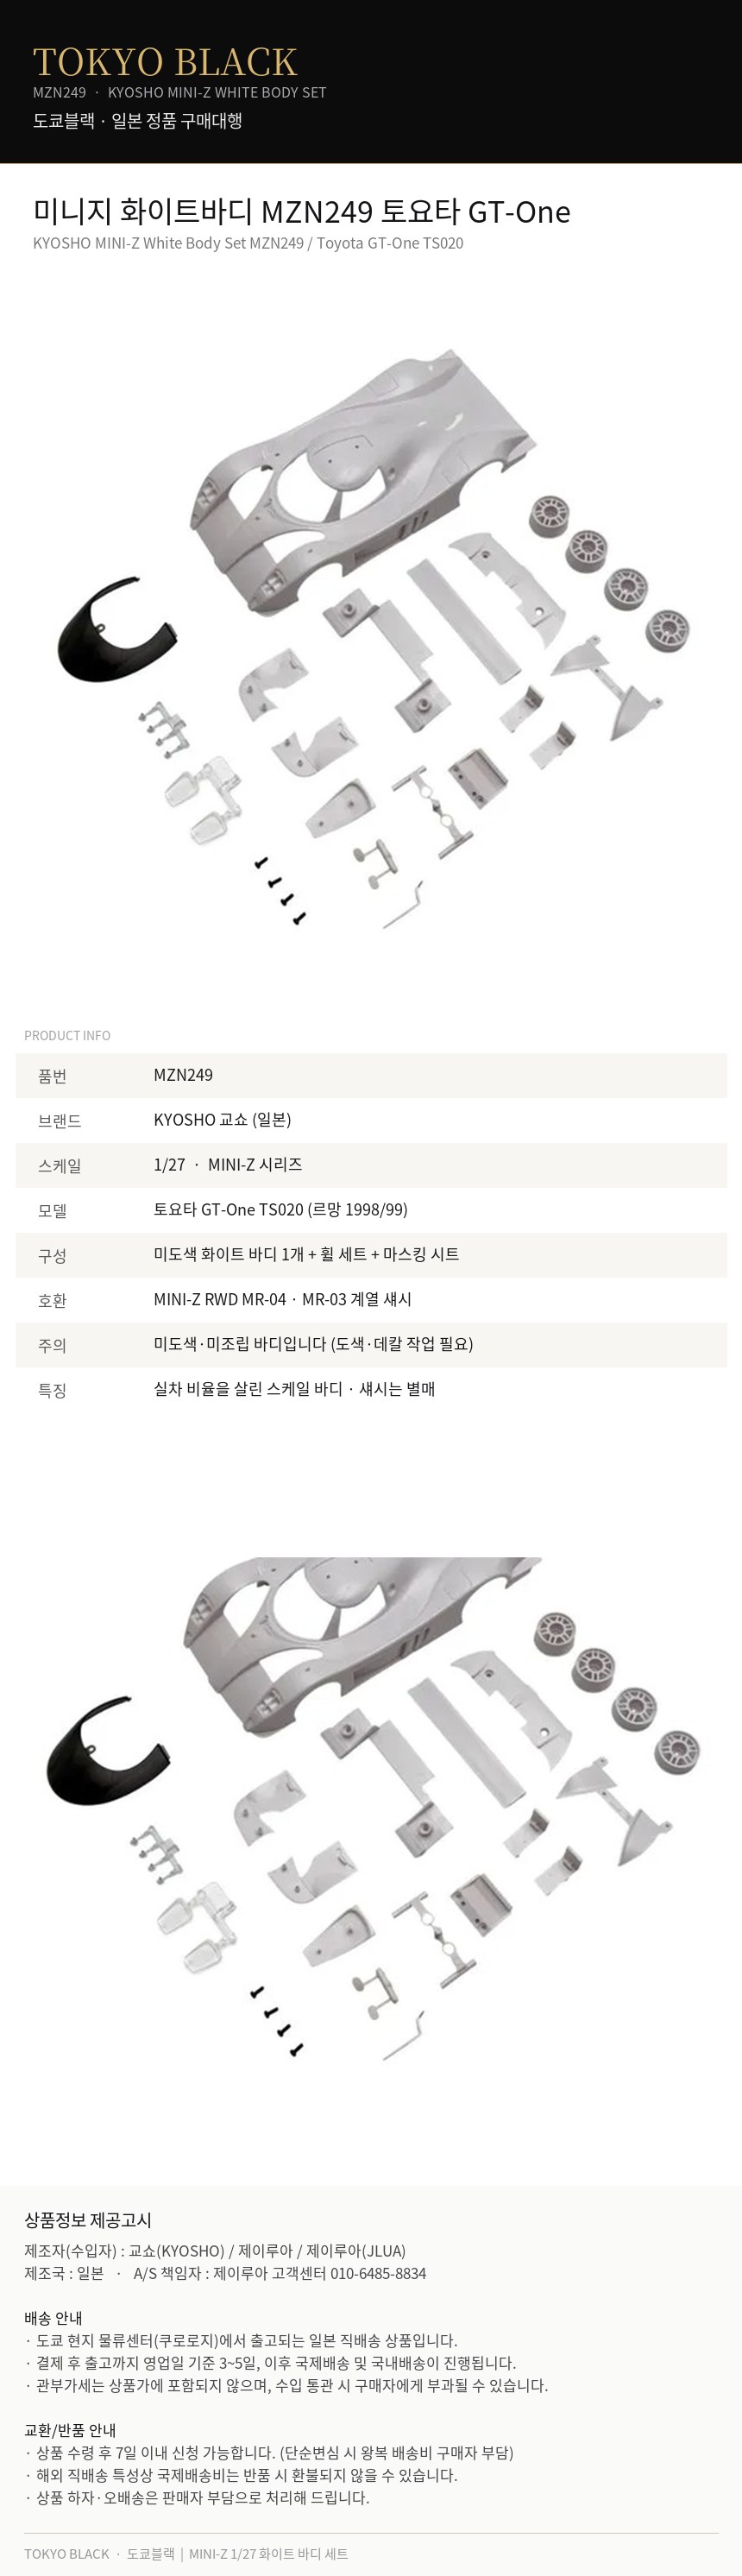 TOKYO BLACK
MZN249 · KYOSHO MINI-Z WHITE BODY SET
도쿄블랙 · 일본 정품 구매대행
미니지 화이트바디 MZN249 토요타 GT-One
KYOSHO MINI-Z White Body Set MZN249 / Toyota GT-One TS020
PRODUCT INFO
품번 MZN249
브랜드 KYOSHO 교쇼 (일본)
스케일 1/27 · MINI-Z 시리즈
모델 토요타 GT-One TS020 (르망 1998/99)
구성 미도색 화이트 바디 1개 + 휠 세트 + 마스킹 시트
호환 MINI-Z RWD MR-04 · MR-03 계열 섀시
주의 미도색·미조립 바디입니다 (도색·데칼 작업 필요)
특징 실차 비율을 살린 스케일 바디 · 섀시는 별매
상품정보 제공고시
제조자(수입자) : 교쇼(KYOSHO) / 제이루아 / 제이루아(JLUA)
제조국 : 일본 · A/S 책임자 : 제이루아 고객센터 010-6485-8834
배송 안내
· 도쿄 현지 물류센터(쿠로로지)에서 출고되는 일본 직배송 상품입니다.
· 결제 후 출고까지 영업일 기준 3~5일, 이후 국제배송 및 국내배송이 진행됩니다.
· 관부가세는 상품가에 포함되지 않으며, 수입 통관 시 구매자에게 부과될 수 있습니다.
교환/반품 안내
· 상품 수령 후 7일 이내 신청 가능합니다. (단순변심 시 왕복 배송비 구매자 부담)
· 해외 직배송 특성상 국제배송비는 반품 시 환불되지 않을 수 있습니다.
· 상품 하자·오배송은 판매자 부담으로 처리해 드립니다.
TOKYO BLACK · 도쿄블랙 | MINI-Z 1/27 화이트 바디 세트